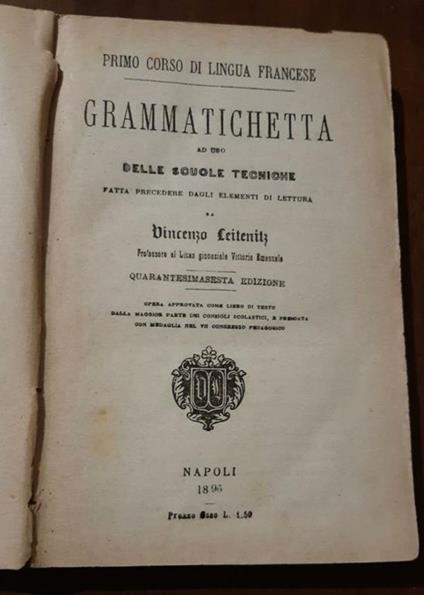 PRIMO CORSO DI LINGUA FRANCESE
GRAMMATICHETTA
AD USO
DELLE SCUOLE TECNICHE
FATTA PRECEDERE DAGLI ELEMENTI DI LETTURA
DA
Vincenzo Leitenitz
Professore al Liceo ginnasiale Vittorio Emanuele
QUARANTESIMASESTA EDIZIONE
OPERA APPROVATA COME LIBRO DI TESTO
DALLA MAGGIOR PARTE DEI CONSIGLI SCOLASTICI, E PREMIATA
CON MEDAGLIA NEL VII CONGRESSO PEDAGOGICO
NAPOLI
1896
Prezzo fisso L. 1.50